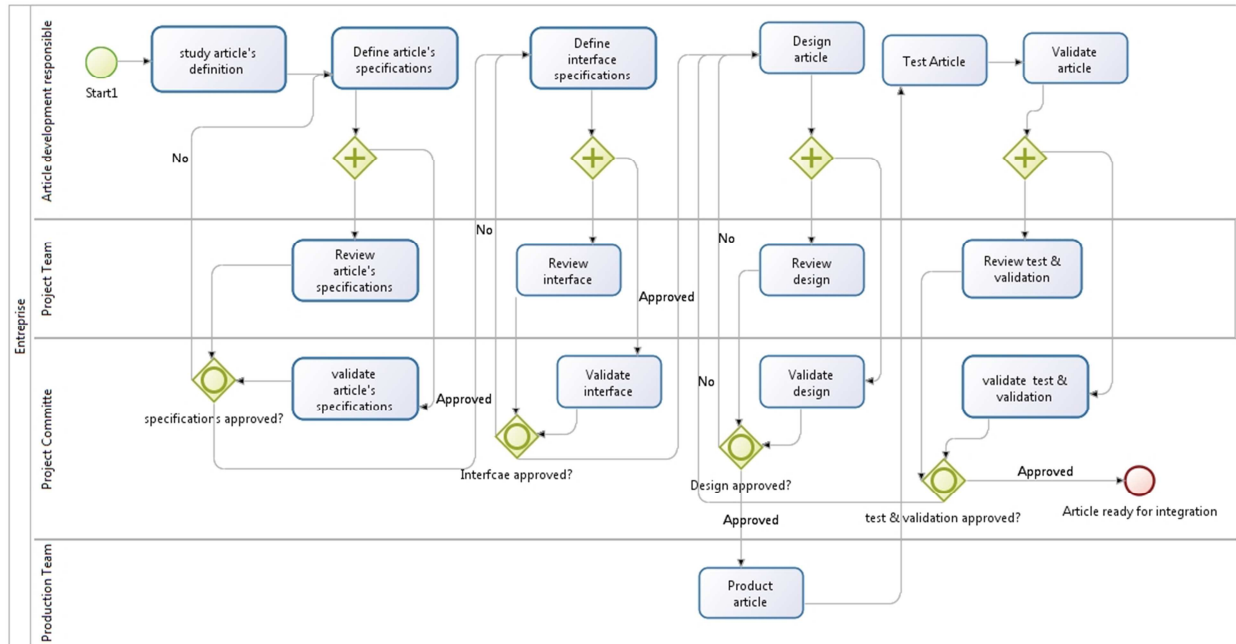 Entreprise
Article development responsible
Start1
study article's
definition
Define article's
specifications
Define
interface
specifications
Design
article
Test Article
Validate
article
No
Project Team
Review
article's
specifications
No
Review
interface
Approved
No
Review
design
Review test &
validation
Project Committe
specifications approved?
validate
article's
specifications
Approved
Validate
interface
Interfcae approved?
No
Validate
design
Design approved?
Approved
validate test &
validation
test & validation approved?
Approved
Article ready for integration
Production Team
Product
article